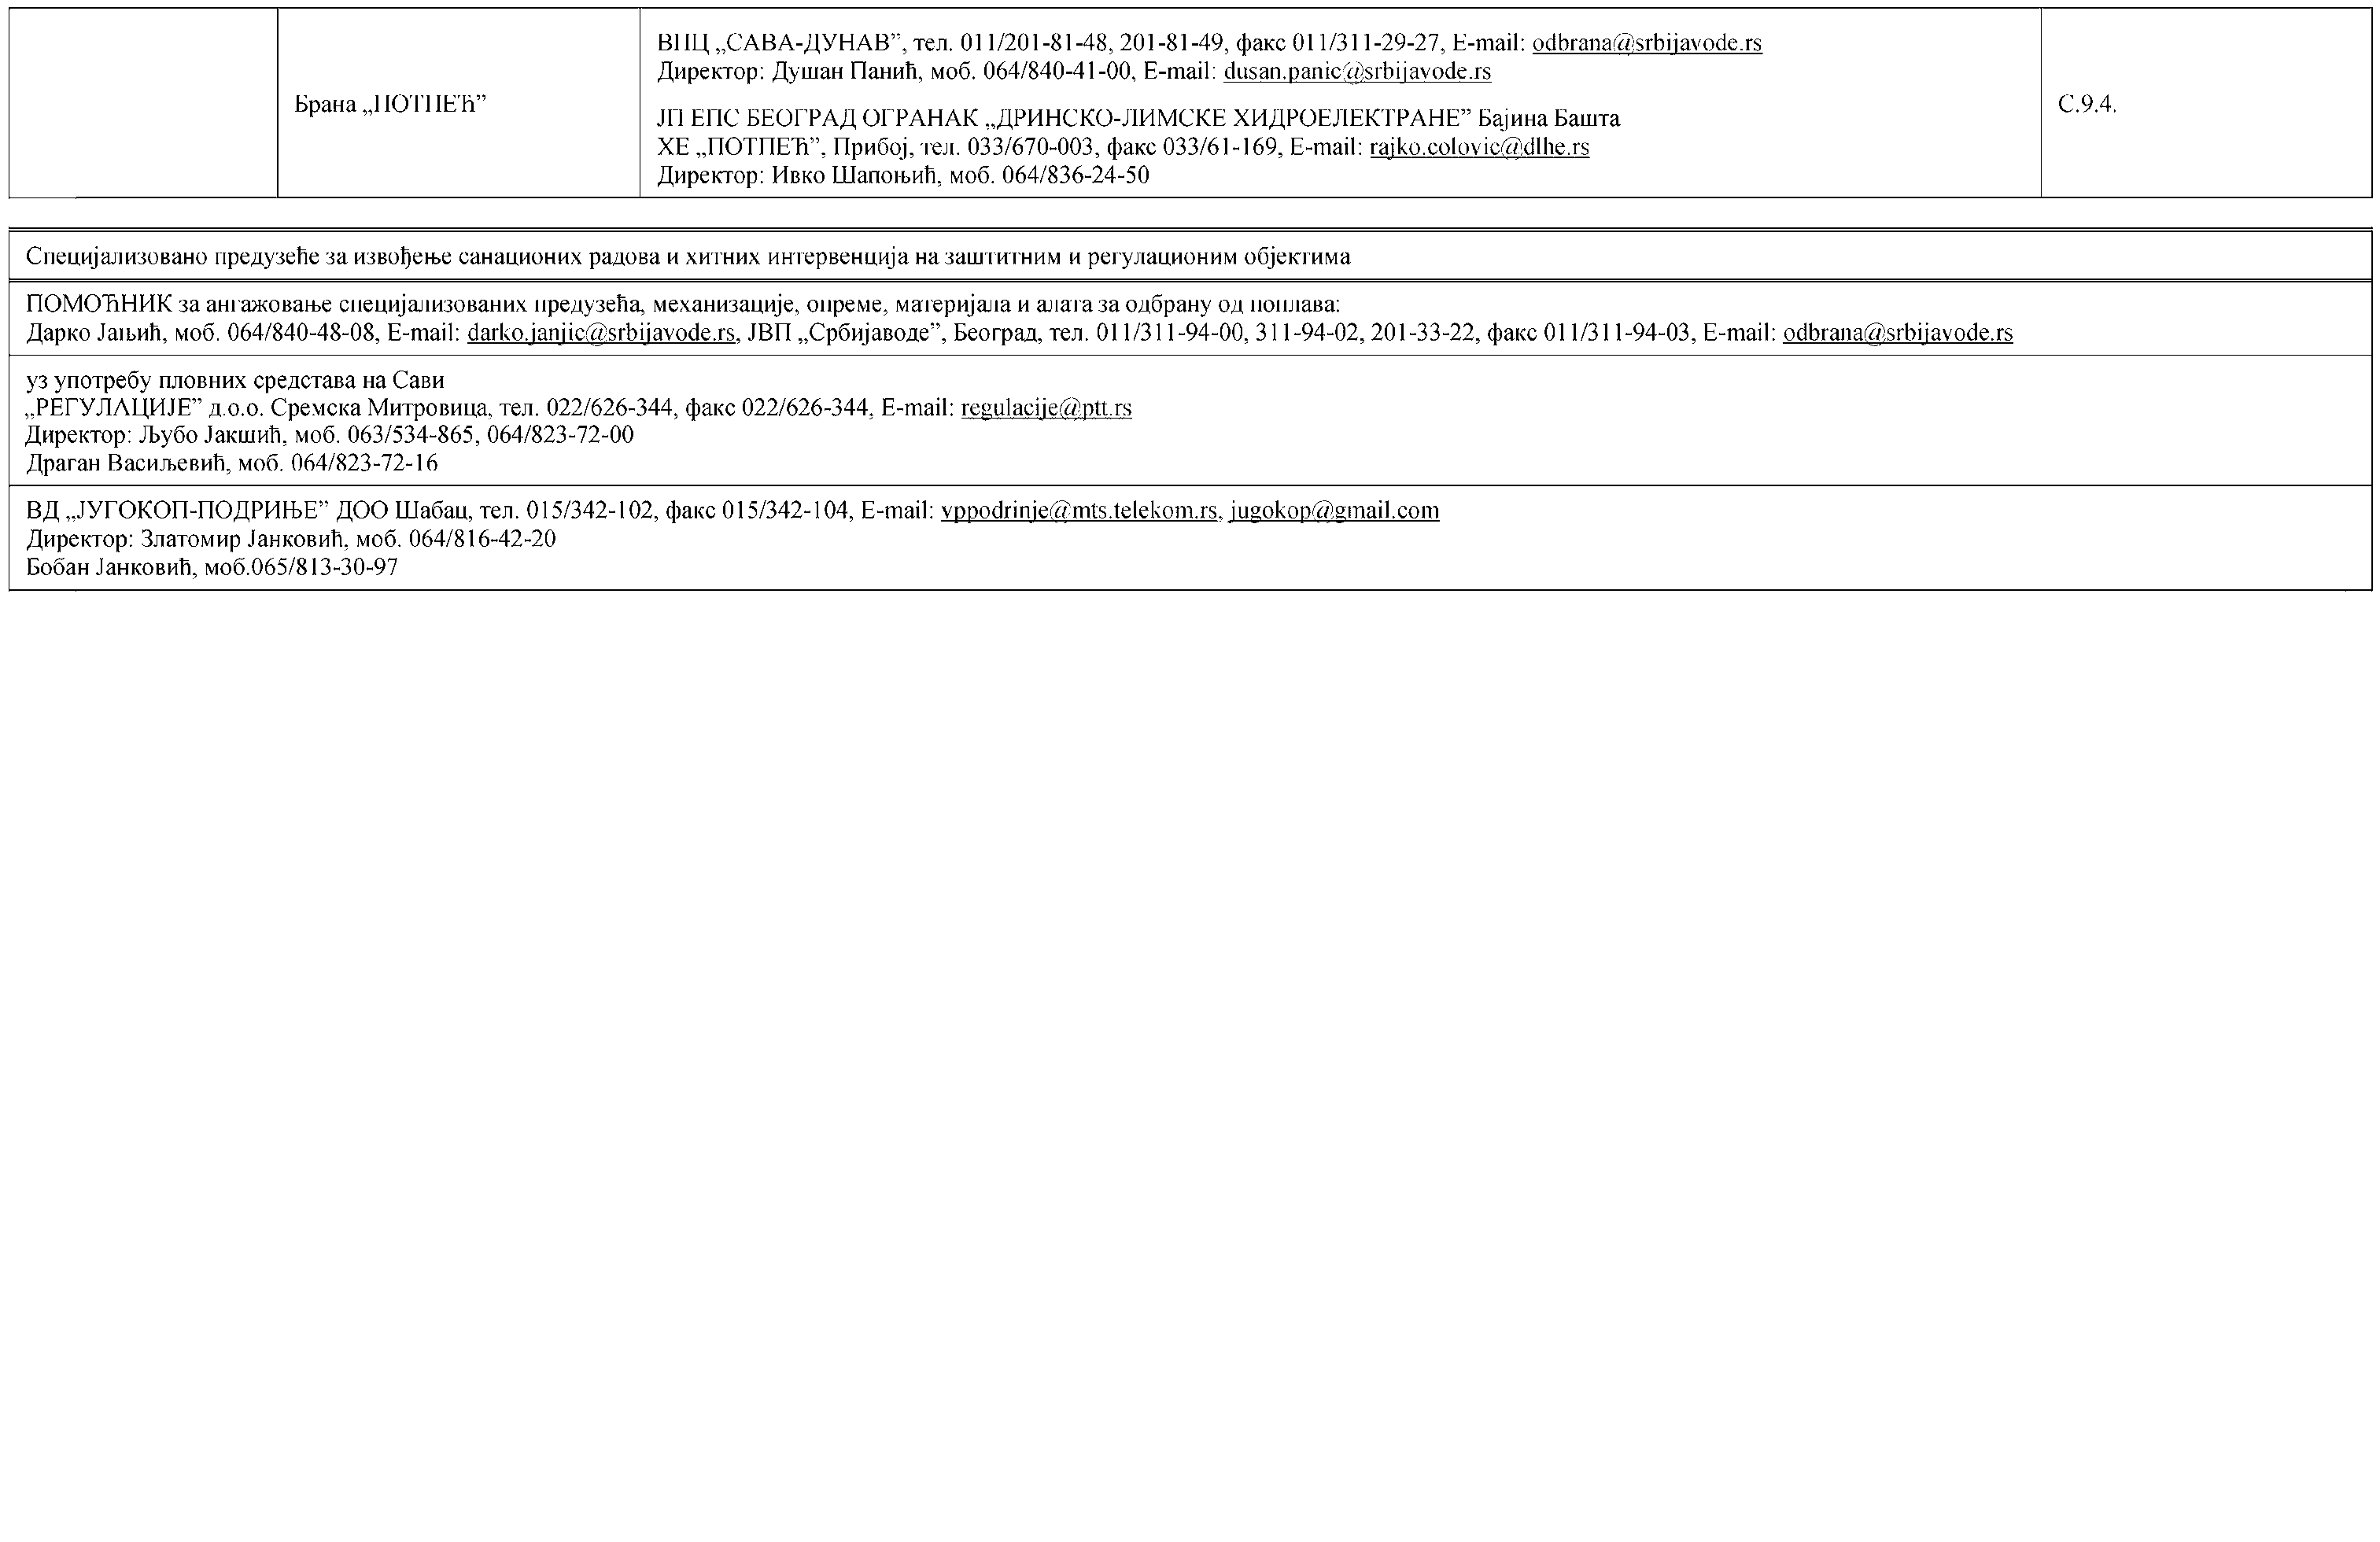 ВПЦ „САВА-ДУНАВ”, тел. 011/201-81-48, 201-81-49, факс 011/311-29-27, E-mail: odbrana@srbijavode.rs
Директор: Душан Панић, моб. 064/840-41-00, E-mail: dusan.panic@srbijavode.rs
Брана „ПОТПЕЋ”
С.9.4.
ЈП ЕПС БЕОГРАД ОГРАНАК „ДРИНСКО-ЛИМСКЕ ХИДРОЕЛЕКТРАНЕ” Бајина Башта
ХЕ „ПОТПЕЋ”, Прибој, тел. 033/670-003, факс 033/61-169, E-mail: rajko.colovic@dlhe.rs
Директор: Ивко Шапоњић, моб. 064/836-24-50
Специјализовано предузеће за извођење санационих радова и хитних интервенција на заштитним и регулационим објектима
ПОМОЋНИК за ангажовање специјализованих предузећа, механизације, опреме, материјала и алата за одбрану од поплава:
Дарко Јањић, моб. 064/840-48-08, E-mail: darko.janjic@srbijavode.rs, ЈВП „Србијаводе”, Београд, тел. 011/311-94-00, 311-94-02, 201-33-22, факс 011/311-94-03, E-mail: odbrana@srbijavode.rs
уз употребу пловних средстава на Сави
„РЕГУЛАЦИЈЕ” д.о.о. Сремска Митровица, тел. 022/626-344, факс 022/626-344, E-mail: regulacije@ptt.rs
Директор: Љубо Јакшић, моб. 063/534-865, 064/823-72-00
Драган Васиљевић, моб. 064/823-72-16
ВД „ЈУГОКОП-ПОДРИЊЕ” ДОО Шабац, тел. 015/342-102, факс 015/342-104, E-mail: vppodrinje@mts.telekom.rs, jugokop@gmail.com
Директор: Златомир Јанковић, моб. 064/816-42-20
Бобан Јанковић, моб.065/813-30-97